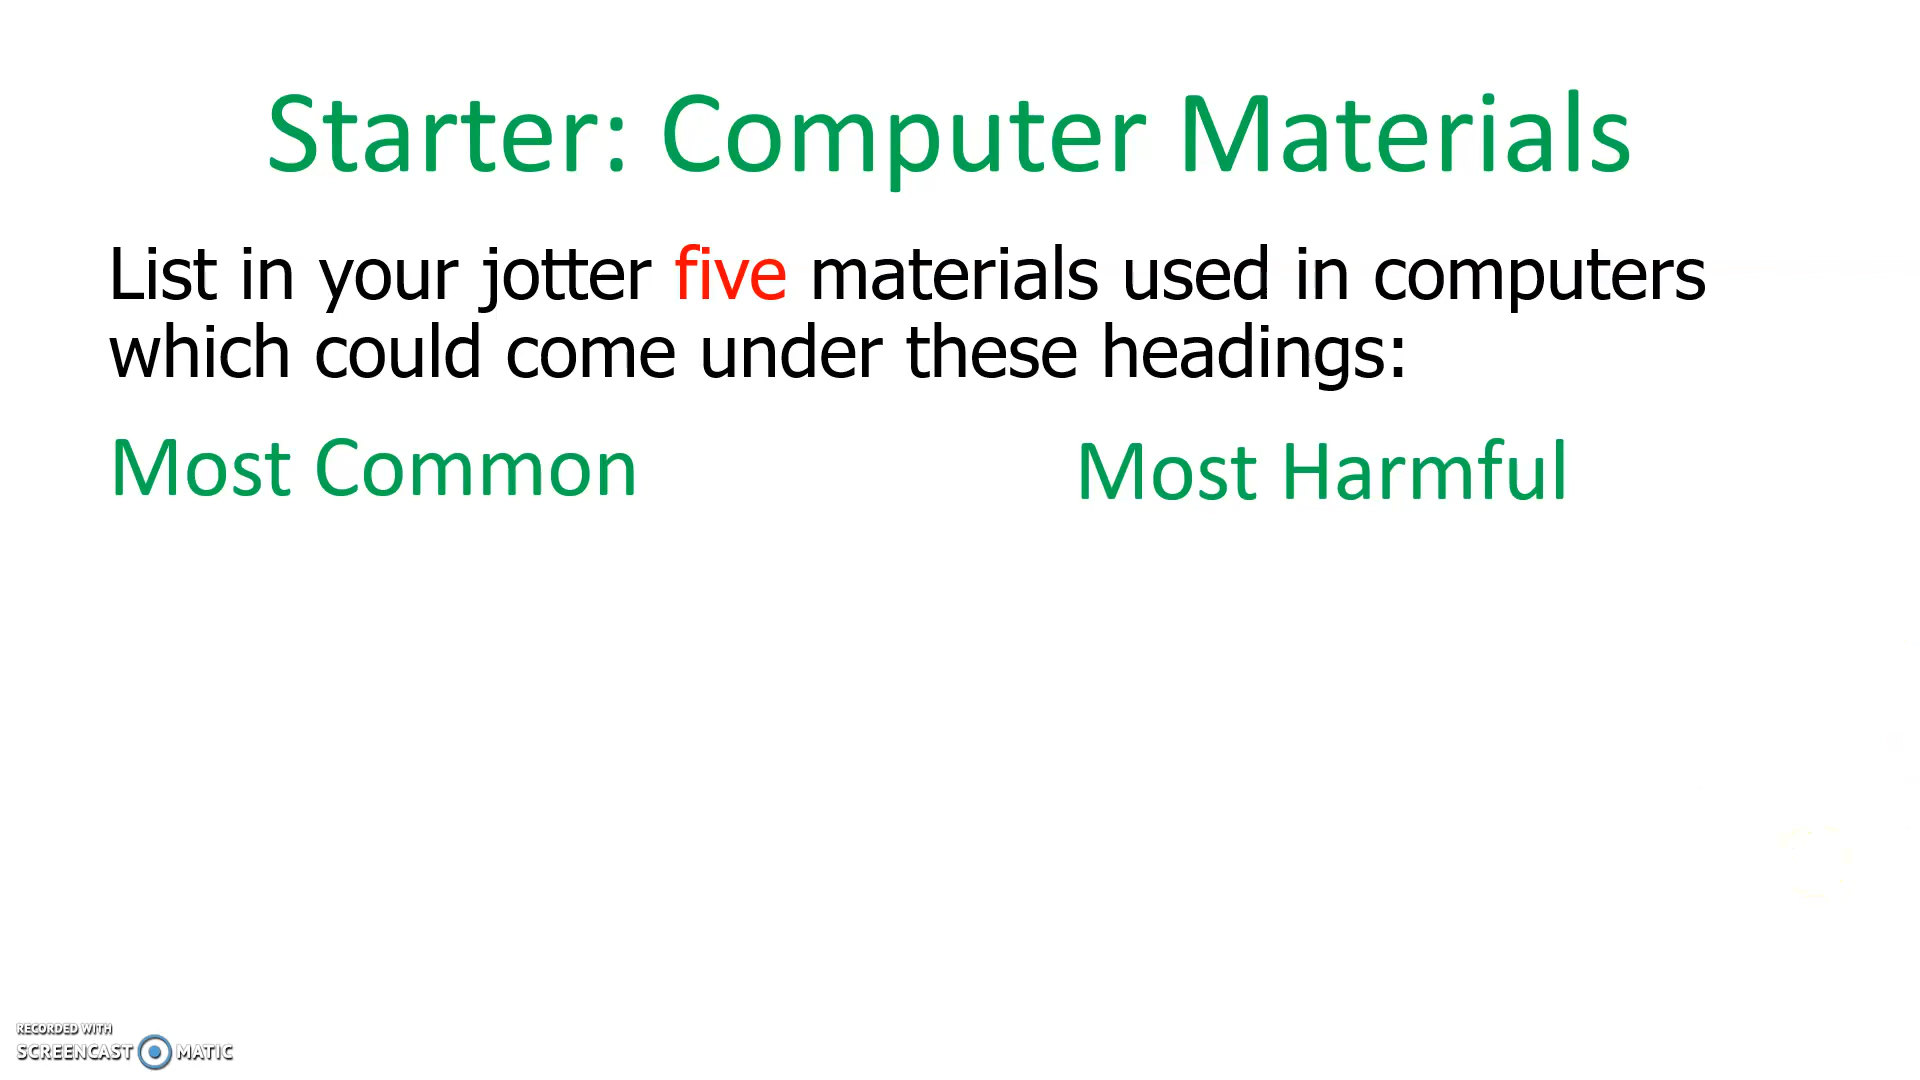 Starter: Computer Materials
List in your jotter five materials used in computers
which could come under these headings:
Most Common
Most Harmful
RECORDED WITH
SCREENCAST MATIC